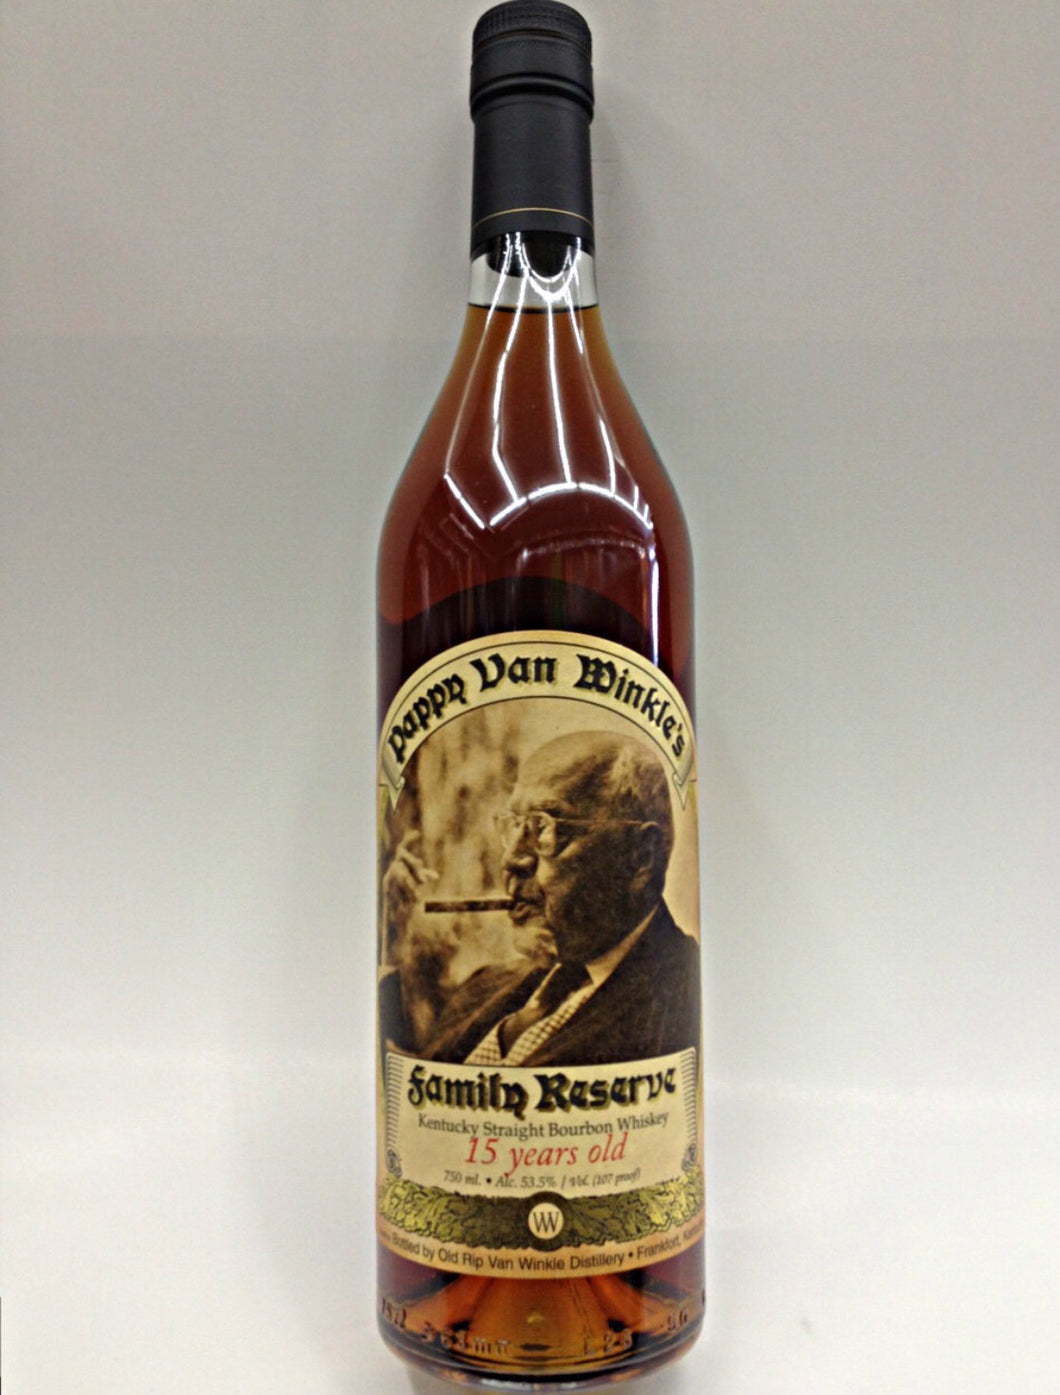 Pappy Van Winkle's
Family Reserve
Kentucky Straight Bourbon Whiskey
15 years old
750 ml. • Alc. 53.5% / Vol. (107 proof)
VW
Bottled by Old Rip Van Winkle Distillery • Frankfort,